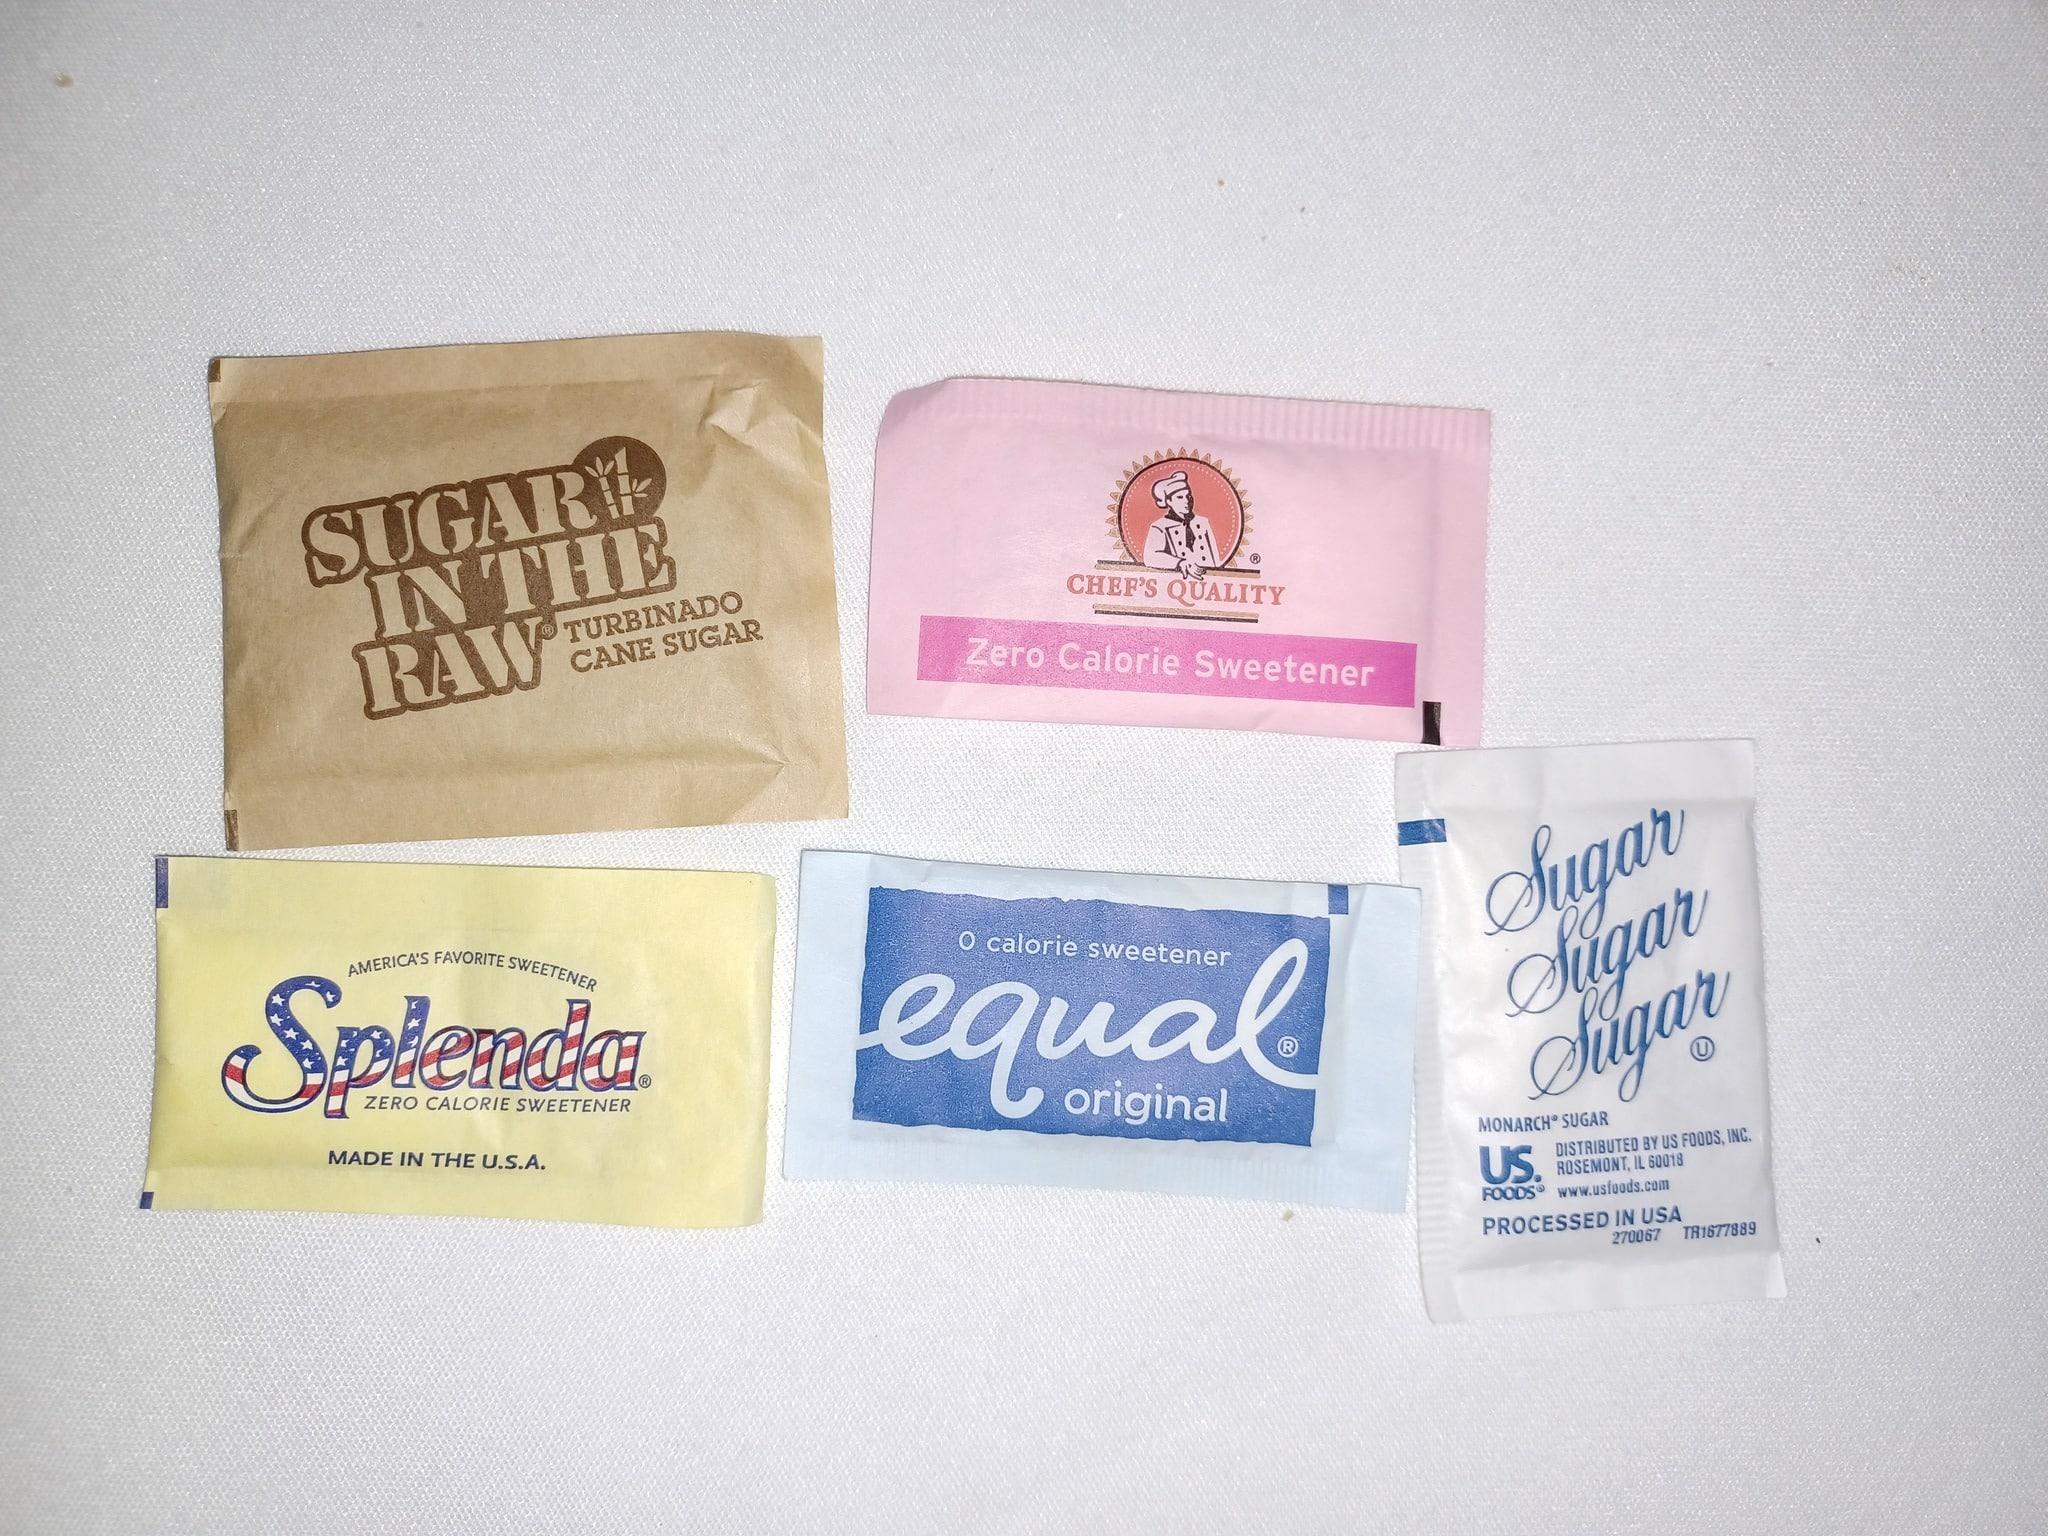 SUGAR
IN THE
RAW®
TURBINADO
CANE SUGAR
®
CHEF'S QUALITY
Zero Calorie Sweetener
AMERICA'S FAVORITE SWEETENER
Splenda®
ZERO CALORIE SWEETENER
MADE IN THE U.S.A.
0 calorie sweetener
equal®
original
Sugar
Sugar
Sugar
U
MONARCH® SUGAR
US.
FOODS®
DISTRIBUTED BY US FOODS, INC.
ROSEMONT, IL 60018
www.usfoods.com
PROCESSED IN USA
270067 TR1677889